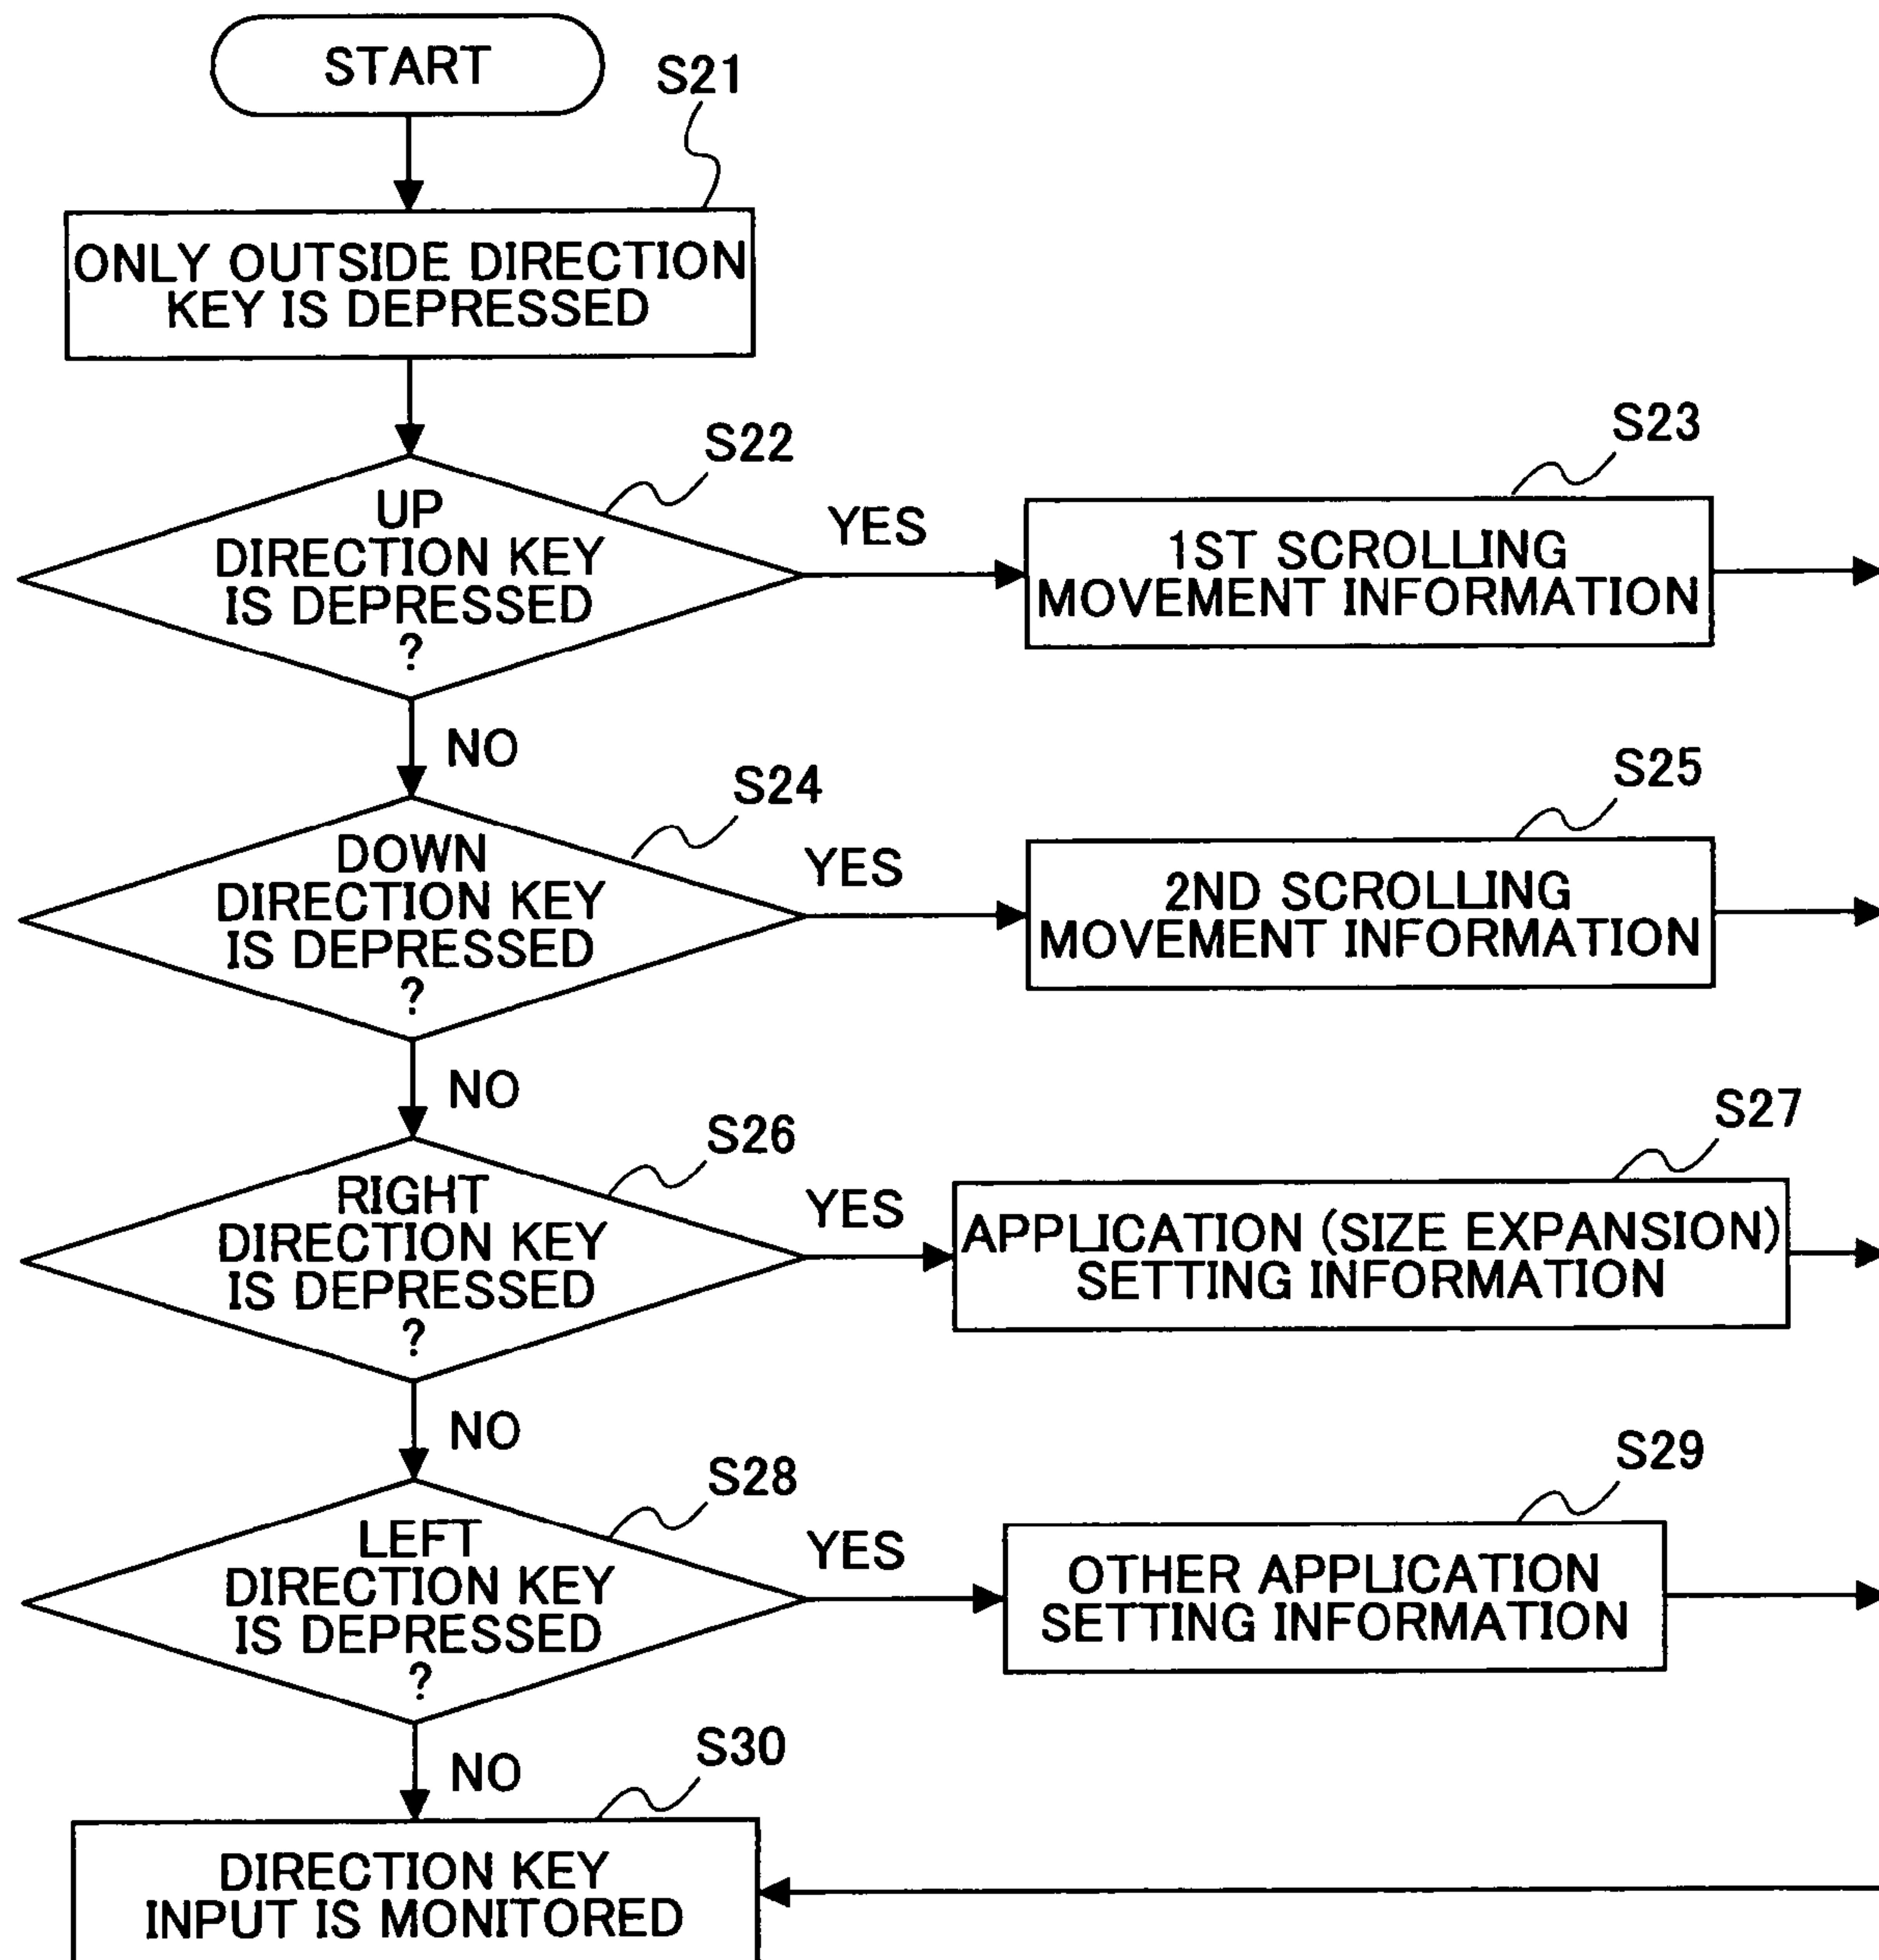 START
S21
ONLY OUTSIDE DIRECTION
KEY IS DEPRESSED
S22
UP
DIRECTION KEY
IS DEPRESSED
?
YES
S23
1ST SCROLLING
MOVEMENT INFORMATION
NO
S24
DOWN
DIRECTION KEY
IS DEPRESSED
?
YES
S25
2ND SCROLLING
MOVEMENT INFORMATION
NO
S26
RIGHT
DIRECTION KEY
IS DEPRESSED
?
YES
S27
APPLICATION (SIZE EXPANSION)
SETTING INFORMATION
NO
S28
LEFT
DIRECTION KEY
IS DEPRESSED
?
YES
S29
OTHER APPLICATION
SETTING INFORMATION
NO
S30
DIRECTION KEY
INPUT IS MONITORED